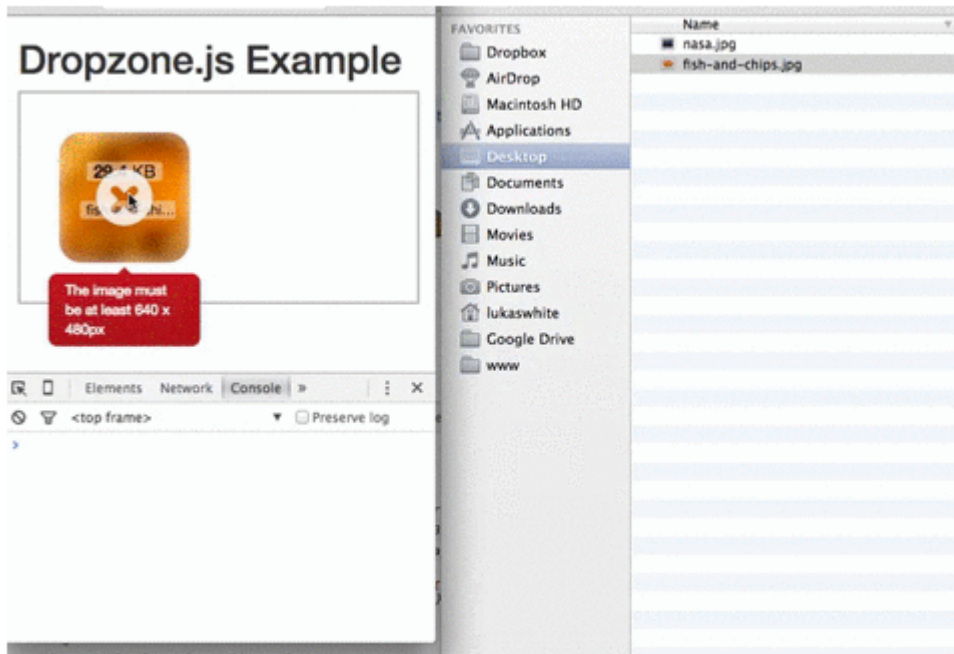 Dropzone.js Example
29.4 KB
The image must
be at least 640 x
480px
Elements Network Console »
<top frame> Preserve log
FAVORITES
Dropbox
AirDrop
Macintosh HD
Applications
Desktop
Documents
Downloads
Movies
Music
Pictures
lukaswhite
Google Drive
www
Name
nasa.jpg
fish-and-chips.jpg